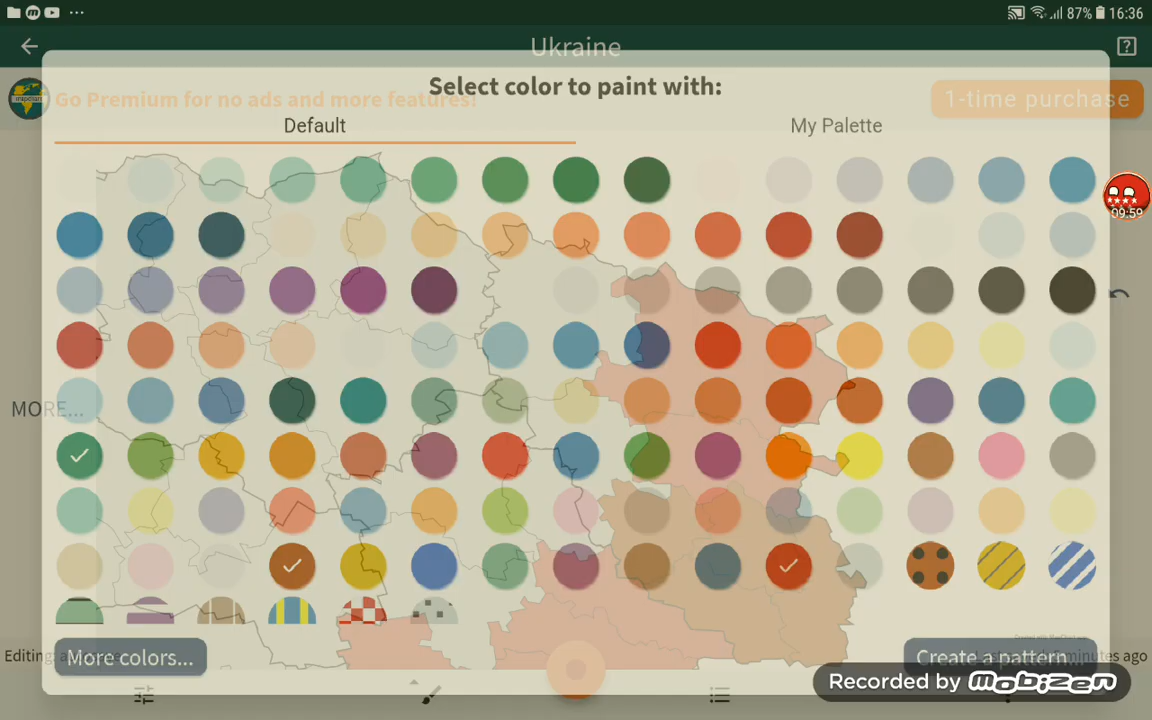 87% 16:36
Ukraine
Go Premium for no ads and more features!
1-time purchase
Select color to paint with:
Default
My Palette
09:59
MORE...
Editing:
More colors...
Create a pattern...
minutes ago
Recorded by mobizen